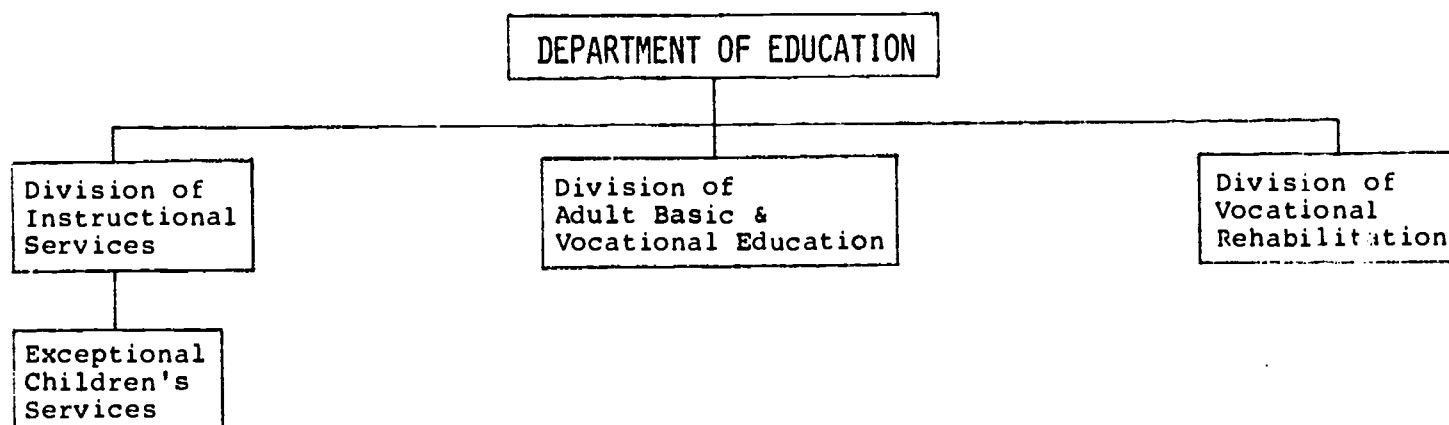 DEPARTMENT OF EDUCATION
Division of
Instructional
Services
Division of
Adult Basic &
Vocational Education
Division of
Vocational
Rehabilitation
Exceptional
Children's
Services